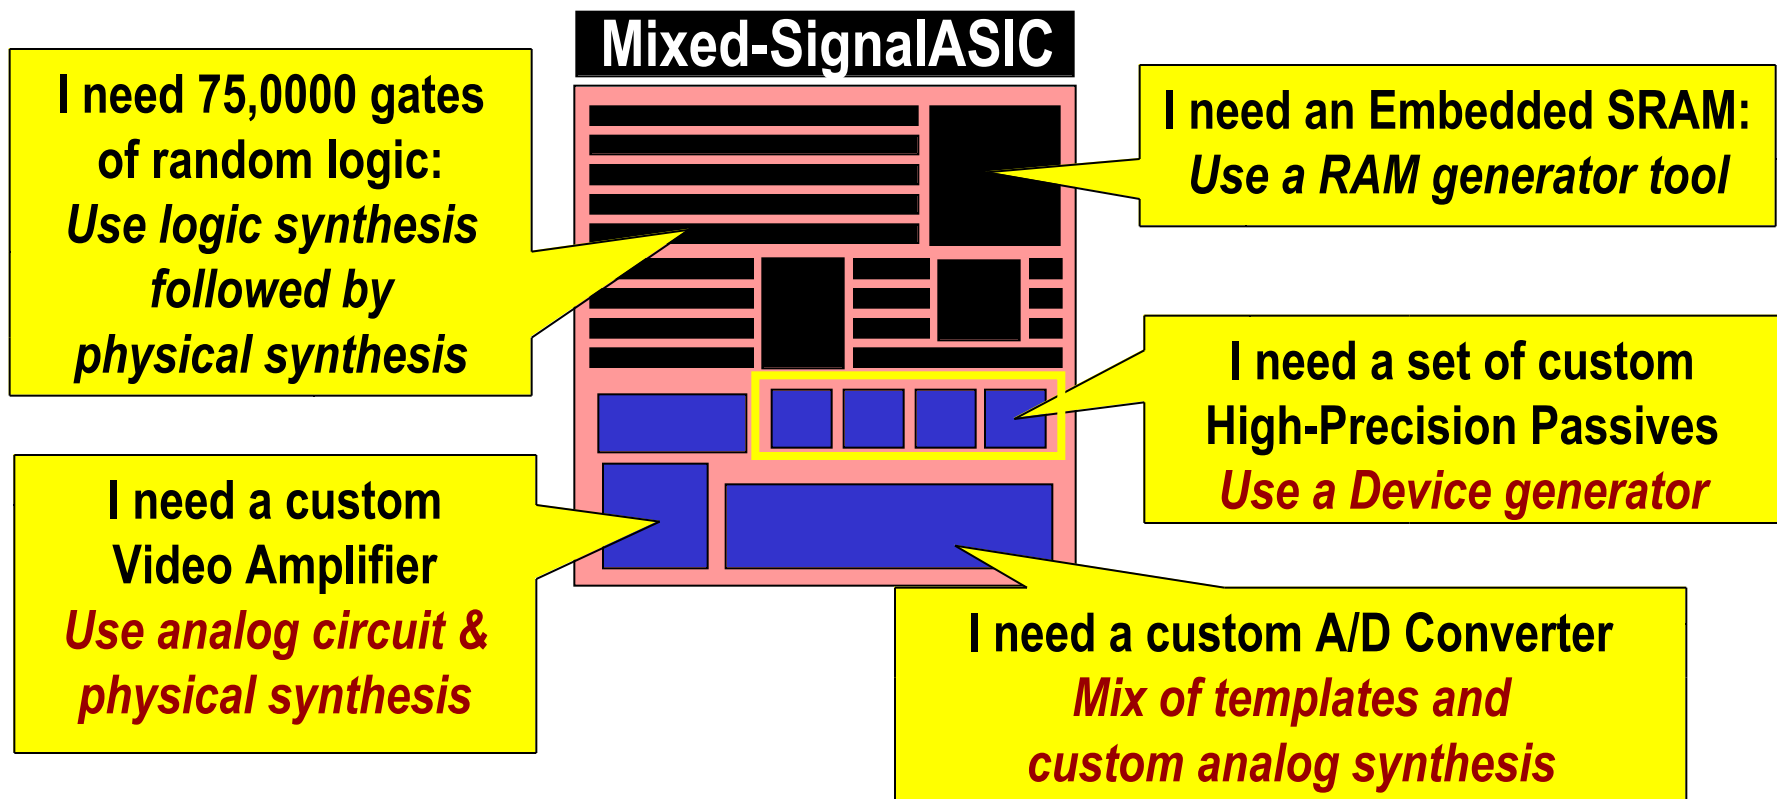 Mixed-SignalASIC
I need 75,0000 gates
of random logic:
Use logic synthesis
followed by
physical synthesis
I need an Embedded SRAM:
Use a RAM generator tool
I need a set of custom
High-Precision Passives
Use a Device generator
I need a custom
Video Amplifier
Use analog circuit &
physical synthesis
I need a custom A/D Converter
Mix of templates and
custom analog synthesis